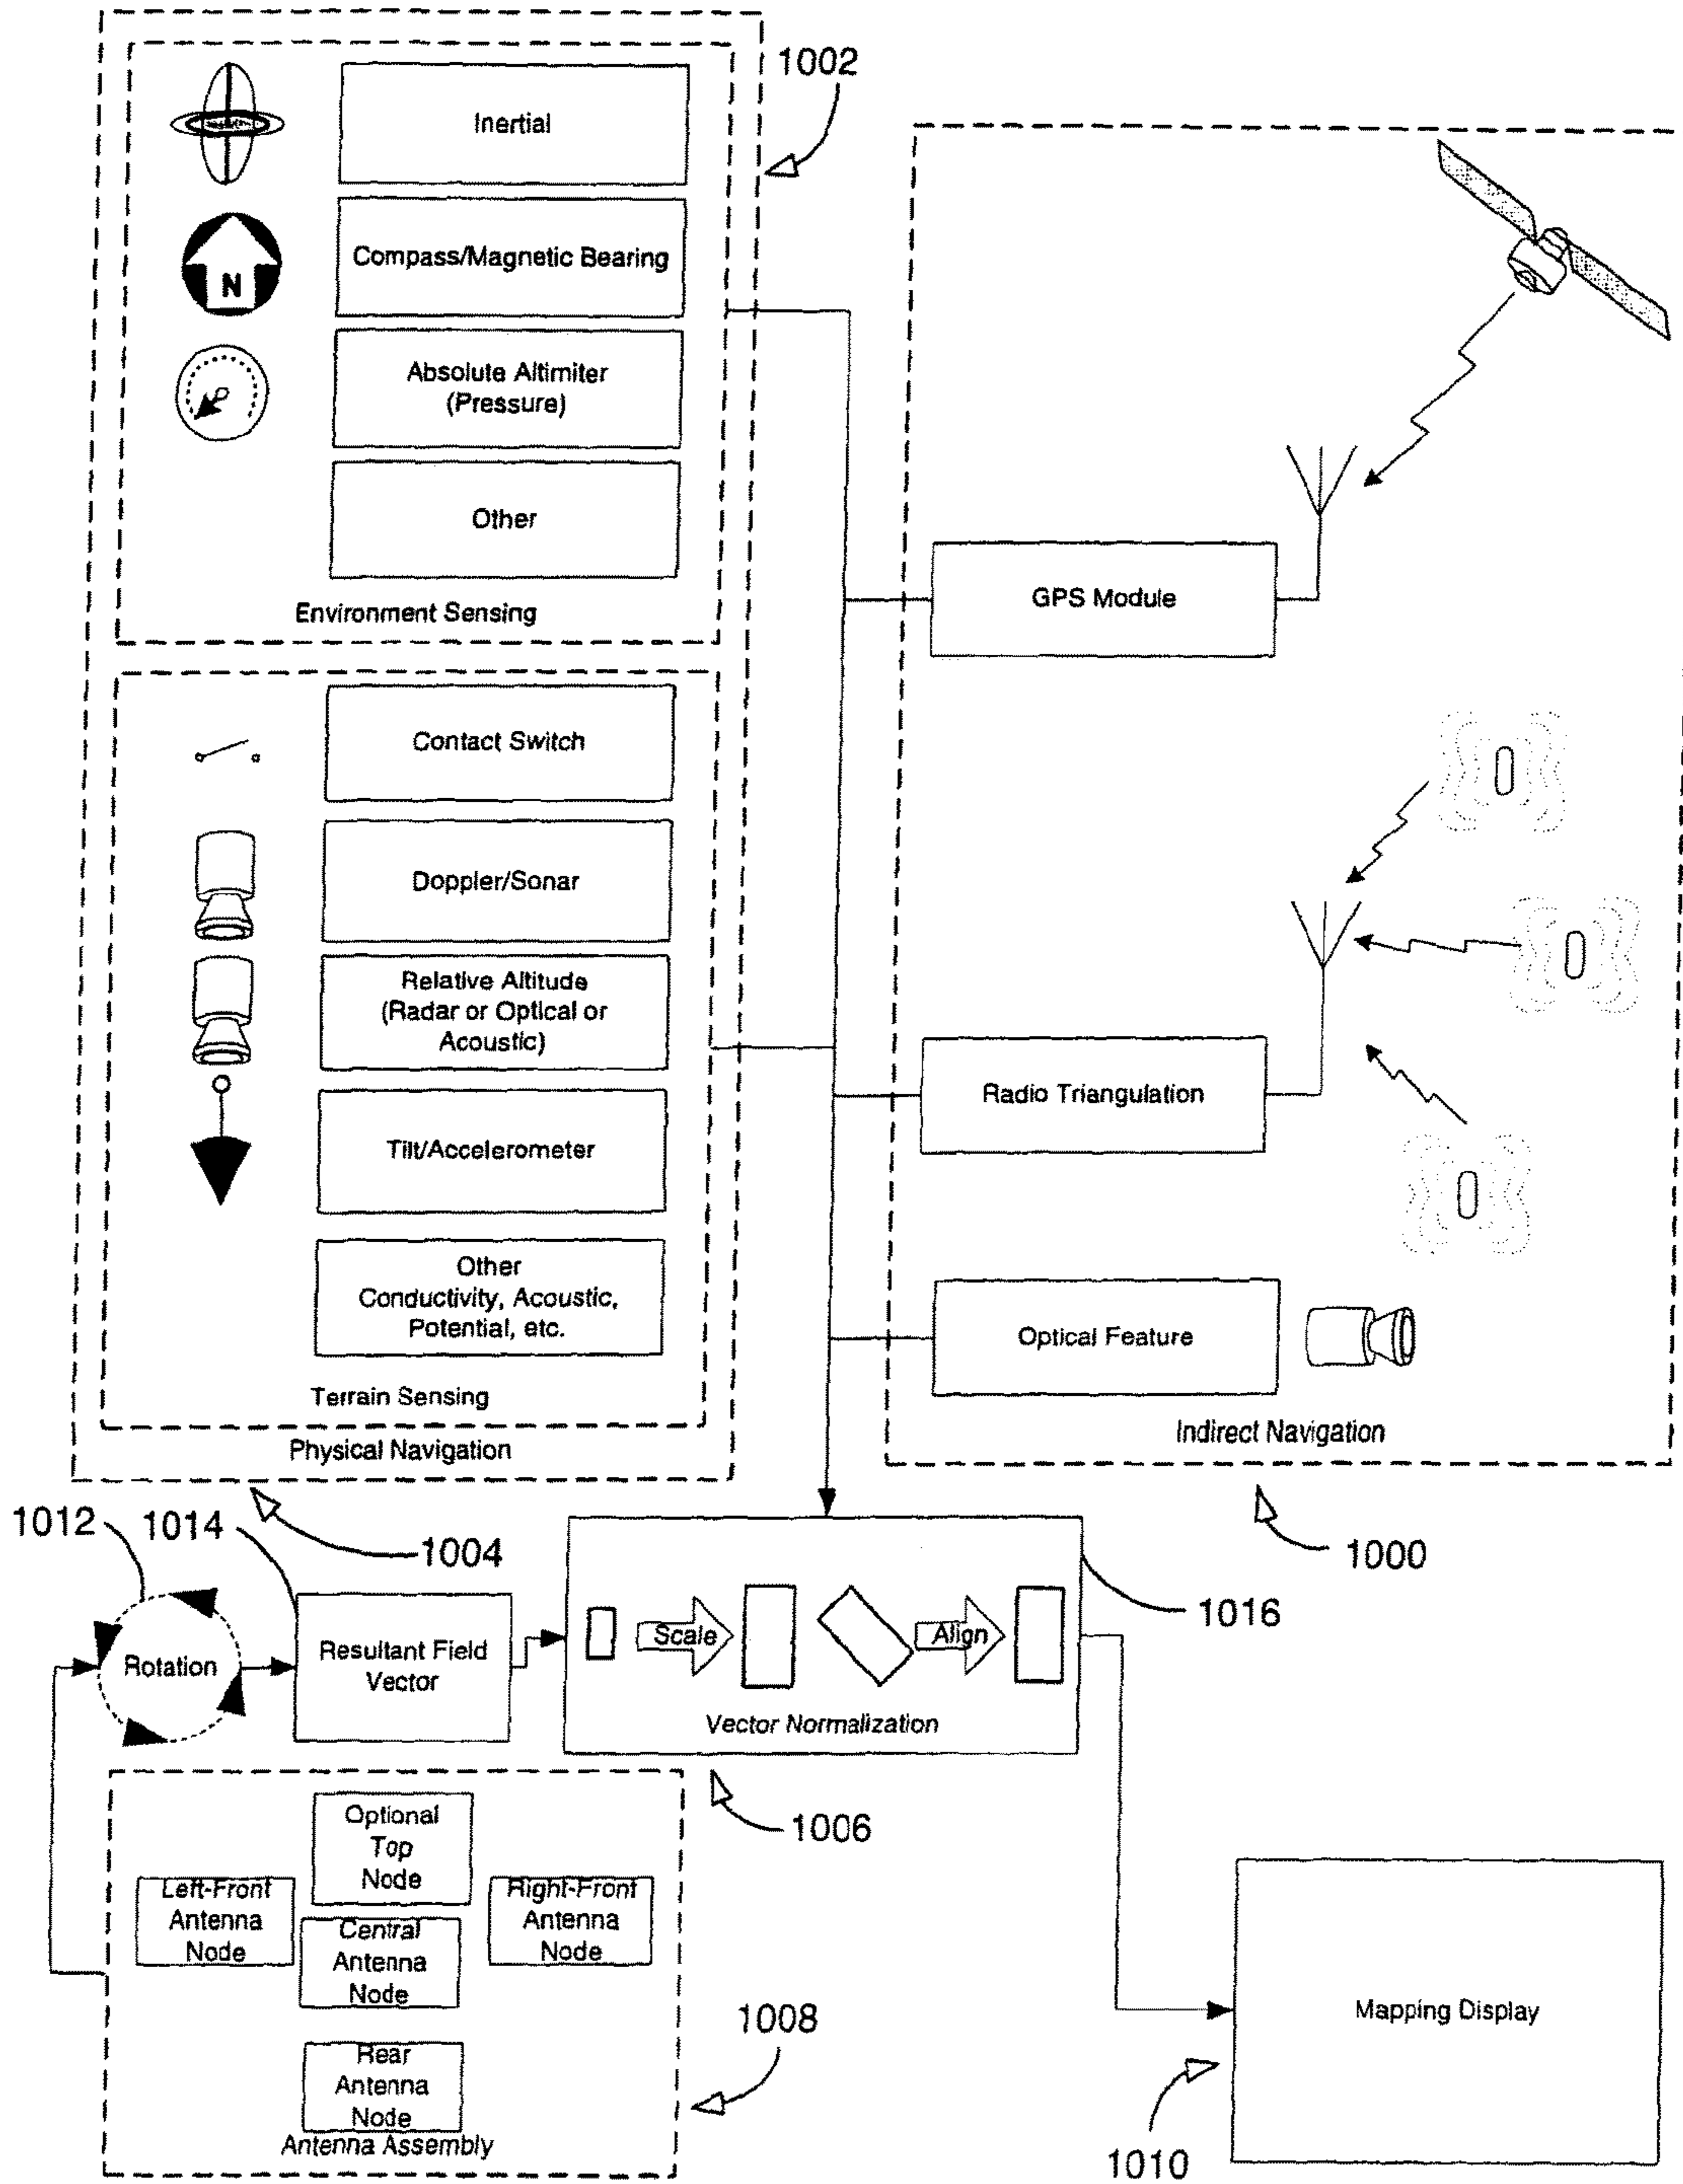 1002
Inertial
N
Compass/Magnetic Bearing
Absolute Altimiter
(Pressure)
Other
Environment Sensing
GPS Module
Contact Switch
Doppler/Sonar
Relative Altitude
(Radar or Optical or
Acoustic)
Radio Triangulation
Tilt/Accelerometer
Other
Conductivity, Acoustic,
Potential, etc.
Optical Feature
Terrain Sensing
Physical Navigation
Indirect Navigation
1012
1014
1004
1000
1016
Rotation
Resultant Field
Vector
Scale
Align
Vector Normalization
1006
Optional
Top
Node
Left-Front
Antenna
Node
Right-Front
Antenna
Node
Central
Antenna
Node
1008
Mapping Display
Rear
Antenna
Node
Antenna Assembly
1010